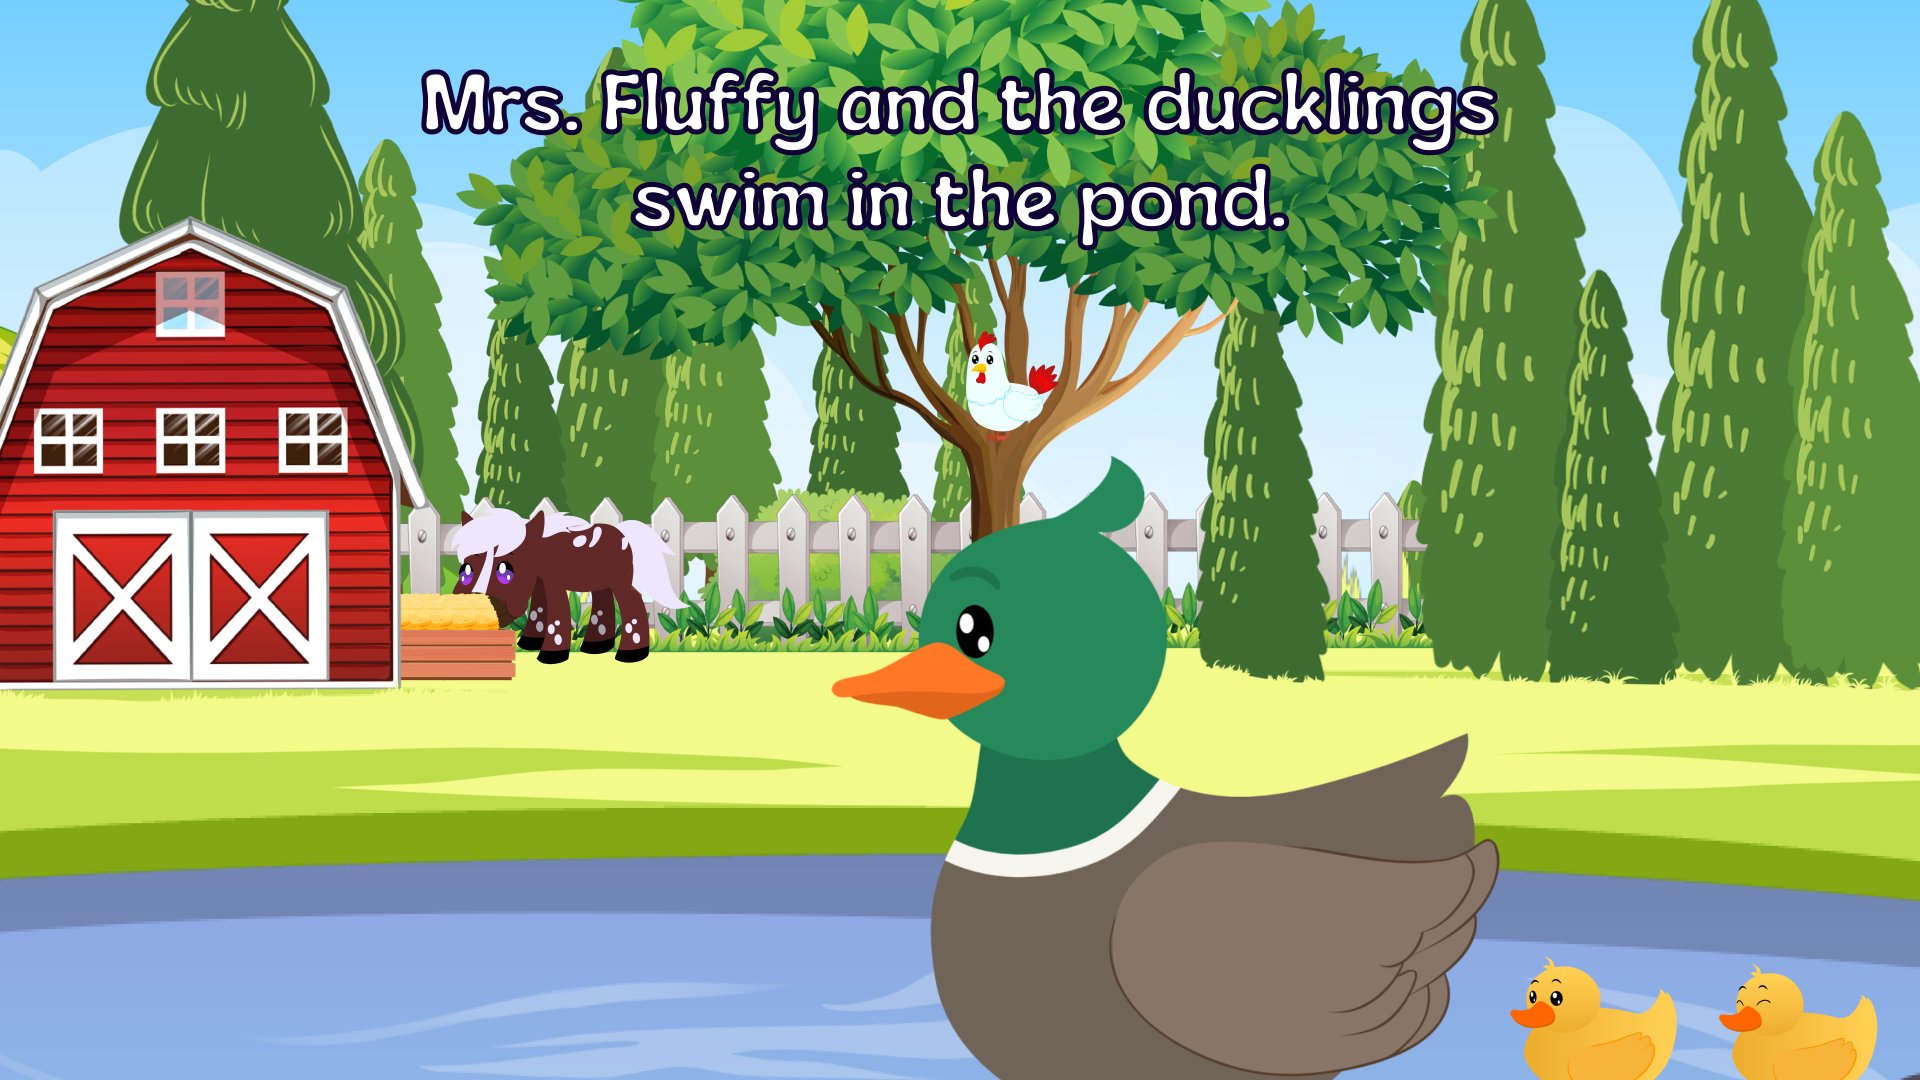 Mrs. Fluffy and the ducklings
swim in the pond.